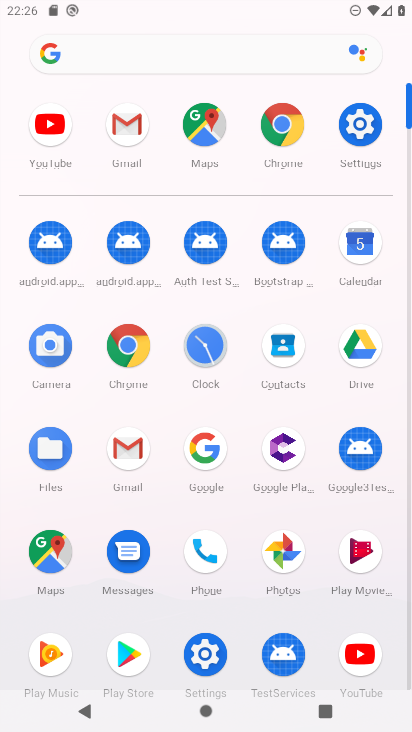 22:26
YouTube Gmail Maps Chrome Settings
android.app... android.app... Auth Test S... Bootstrap ... Calendar
5
Camera Chrome Clock Contacts Drive
Files Gmail Google Google Pla... Google3Tes...
Maps Messages Phone Photos Play Movie...
Play Music Play Store Settings TestServices YouTube